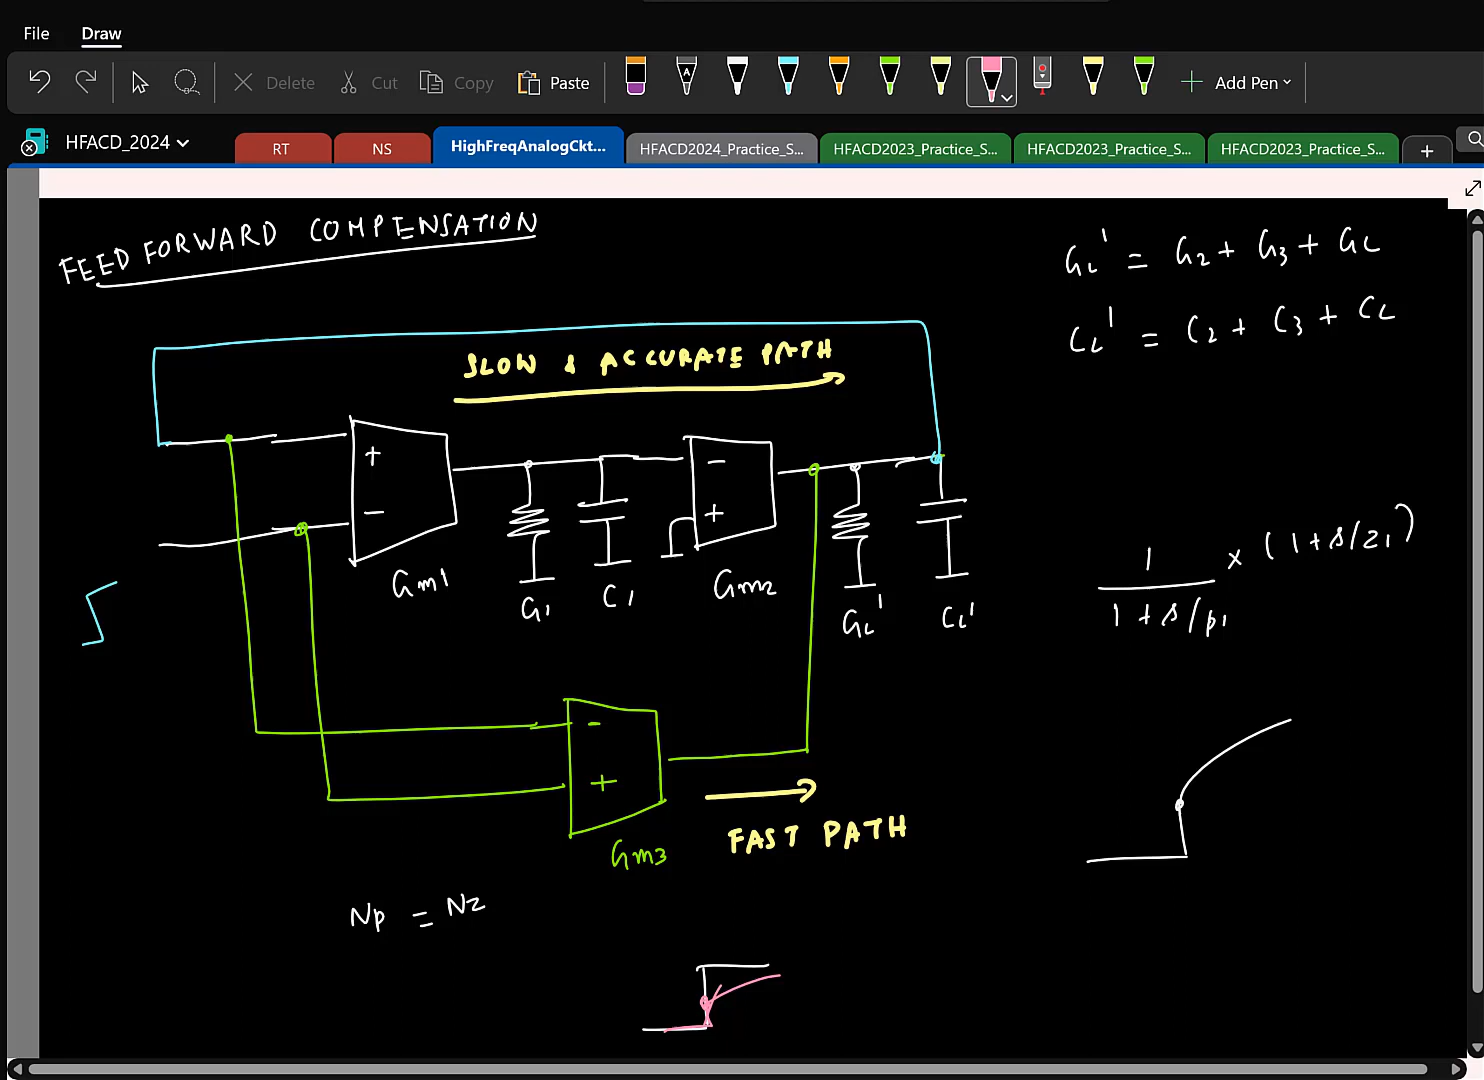 File Draw
Delete Cut Copy Paste Add Pen
HFACD_2024 RT NS HighFreqAnalogCkt... HFACD2024_Practice_S... HFACD2023_Practice_S... HFACD2023_Practice_S... HFACD2023_Practice_S...
FEED FORWARD COMPENSATION
GL' = G2 + G3 + GL
CL' = C2 + C3 + CL
SLOW & ACCURATE PATH
+
-
-
+
Gm1
G1
C1
Gm2
GL'
CL'
1/(1 + s/p1) × (1 + s/z1)
-
+
Gm3
FAST PATH
Np = Nz